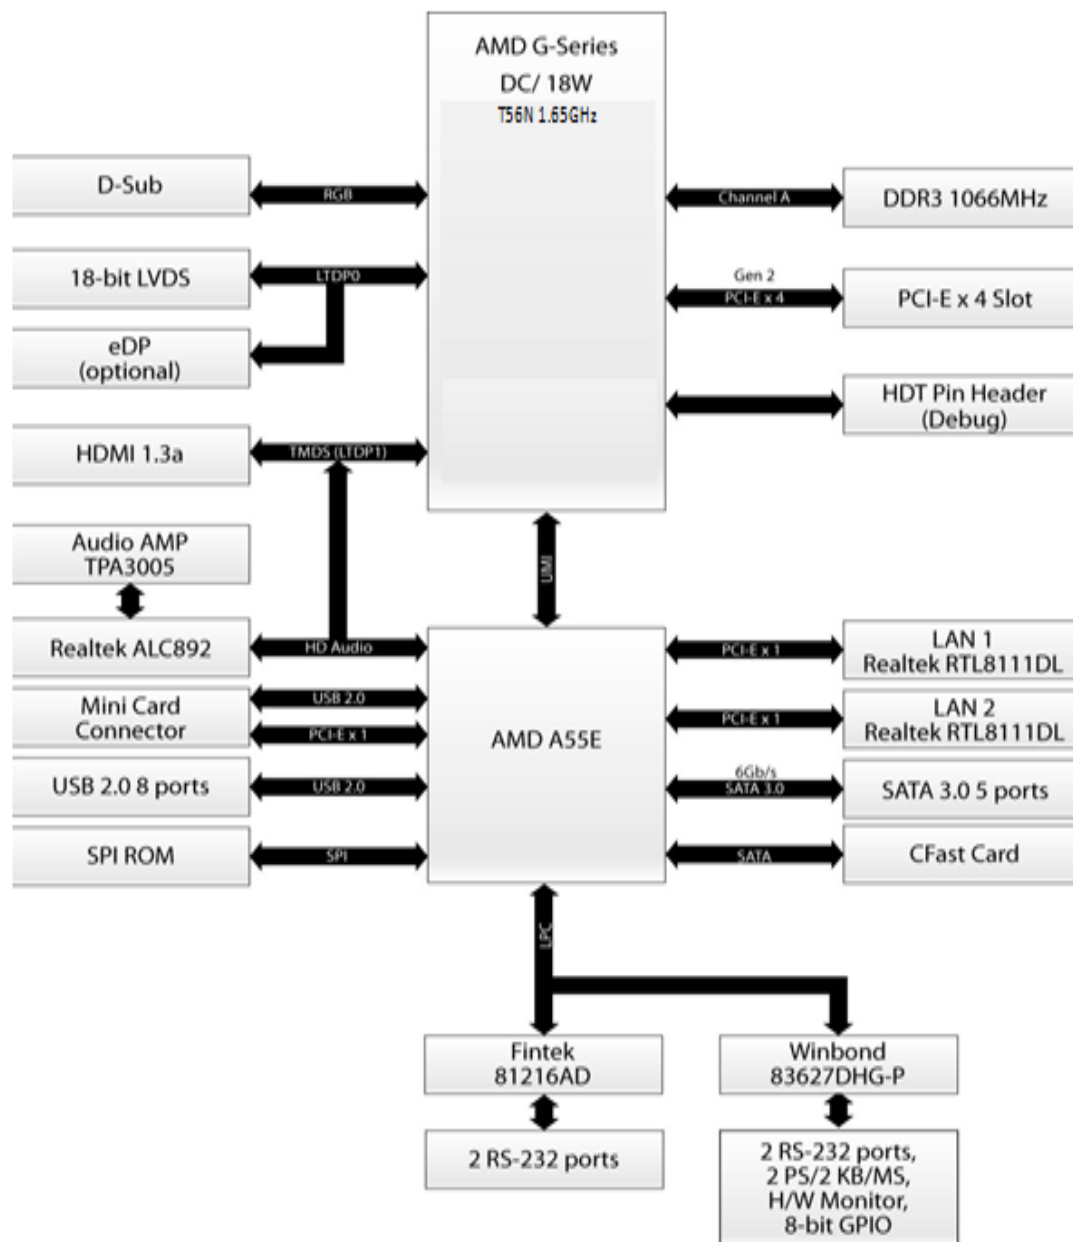 AMD G-Series
DC/ 18W
T56N 1.65GHz
D-Sub
RGB
Channel A
DDR3 1066MHz
18-bit LVDS
LTDP0
Gen 2
PCI-E x 4
PCI-E x 4 Slot
eDP
(optional)
HDT Pin Header
(Debug)
HDMI 1.3a
TMDS (LTDP1)
Audio AMP
TPA3005
UMI
Realtek ALC892
HD Audio
PCI-E x 1
LAN 1
Realtek RTL8111DL
Mini Card
Connector
USB 2.0
PCI-E x 1
AMD A55E
PCI-E x 1
LAN 2
Realtek RTL8111DL
USB 2.0 8 ports
USB 2.0
6Gb/s
SATA 3.0
SATA 3.0 5 ports
SPI ROM
SPI
SATA
CFast Card
LPC
Fintek
81216AD
Winbond
83627DHG-P
2 RS-232 ports
2 RS-232 ports,
2 PS/2 KB/MS,
H/W Monitor,
8-bit GPIO